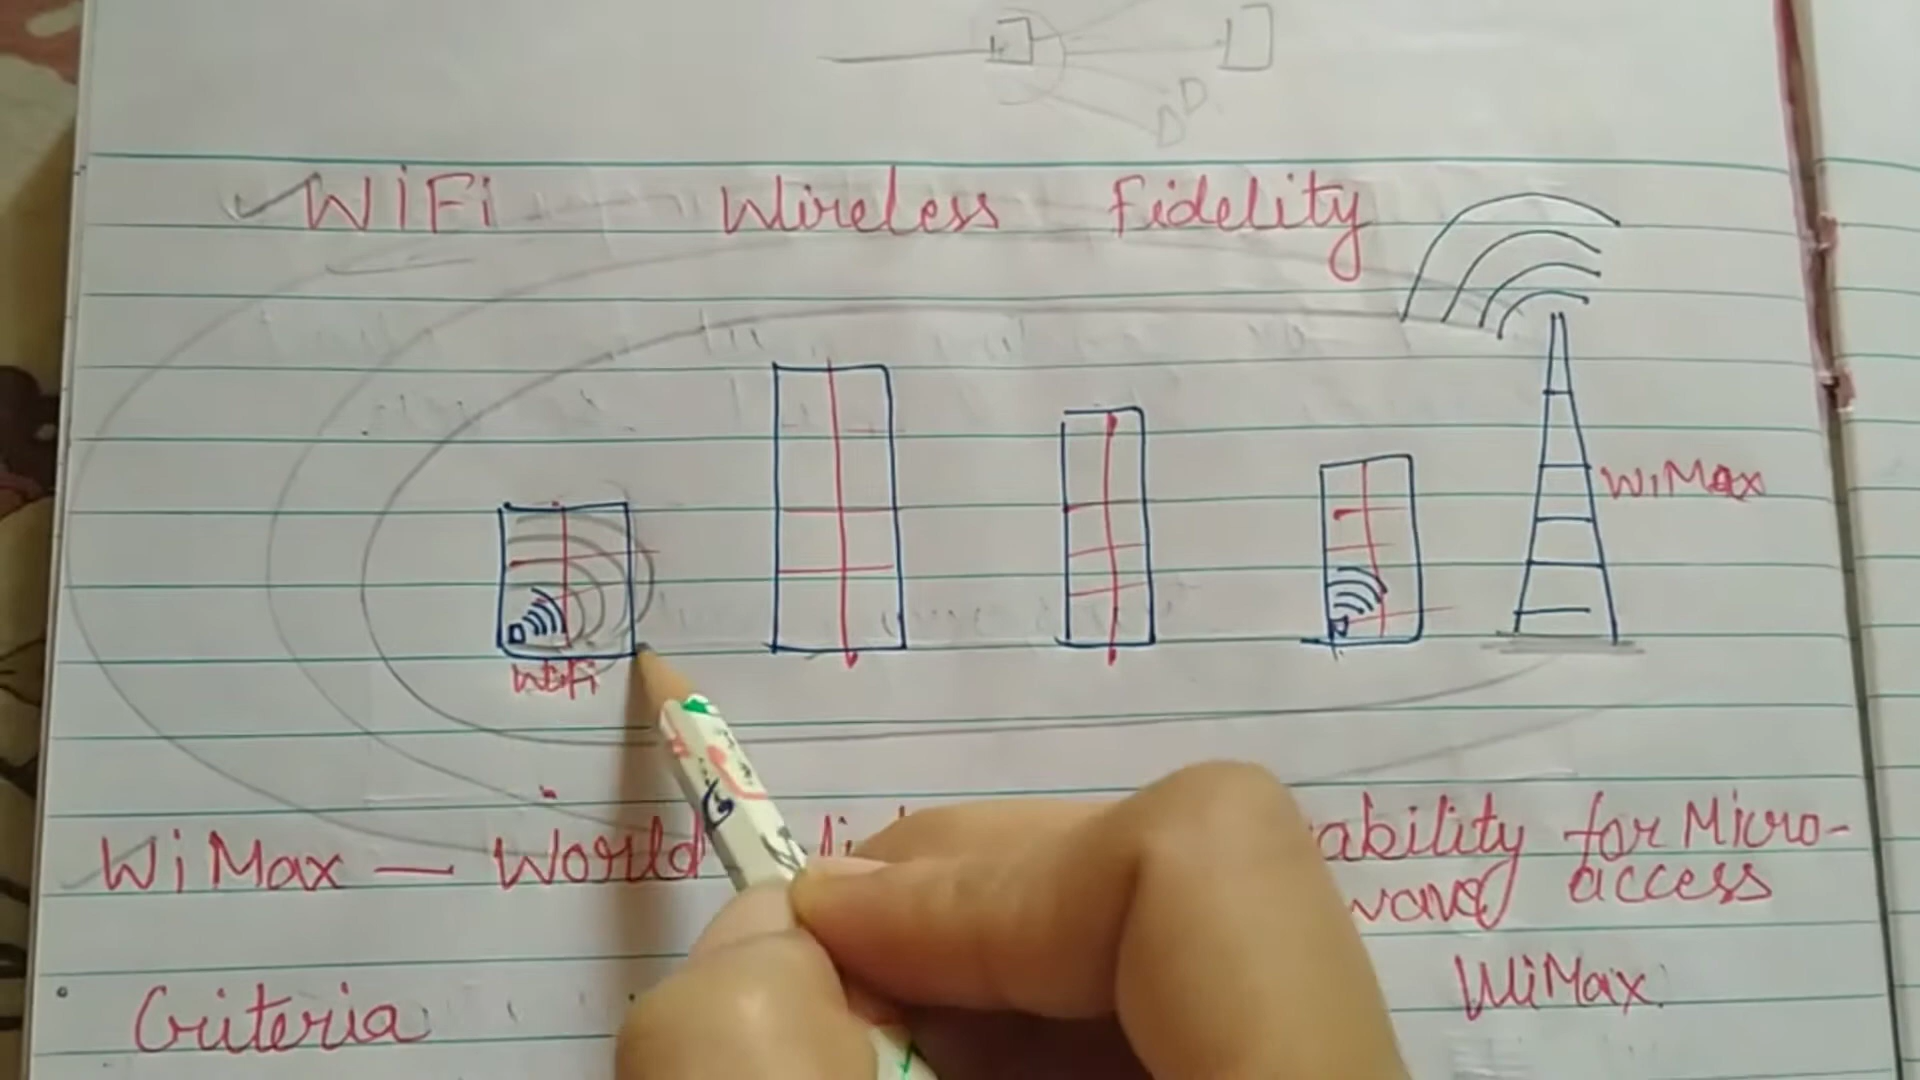 WiFi Wireless Fidelity
WiMax
WiFi
WiMax — World ability for Micro-
wave access
Criteria WiMax